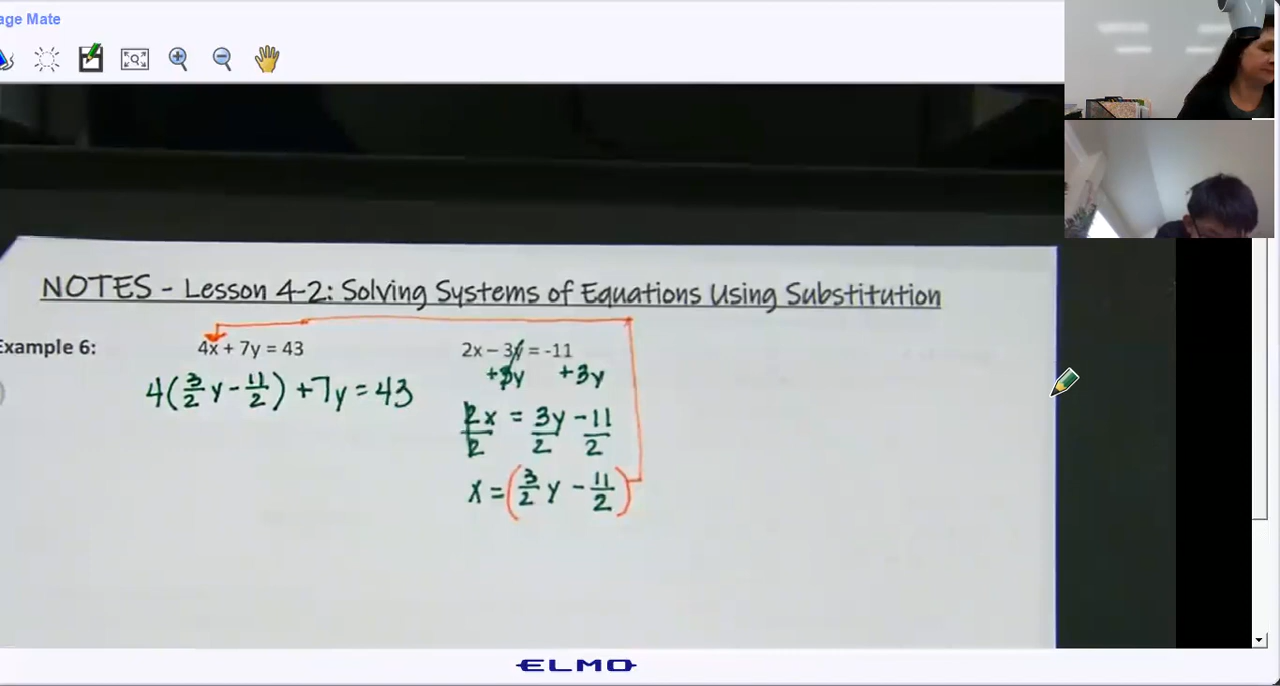 age Mate
NOTES - Lesson 4-2: Solving Systems of Equations Using Substitution
Example 6:
4x + 7y = 43
4(3/2 y - 11/2) + 7y = 43
2x – 3y = -11
+3y +3y
2x/2 = 3y/2 - 11/2
x = (3/2 y - 11/2)
ELMO